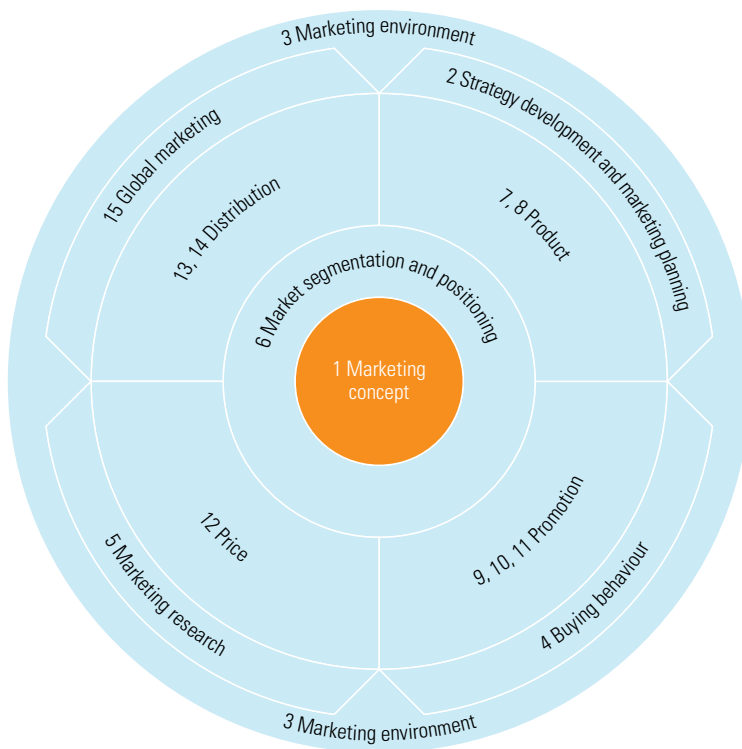 3 Marketing environment
15 Global marketing
2 Strategy development and marketing planning
13, 14 Distribution
7, 8 Product
6 Market segmentation and positioning
1 Marketing
concept
12 Price
9, 10, 11 Promotion
5 Marketing research
4 Buying behaviour
3 Marketing environment